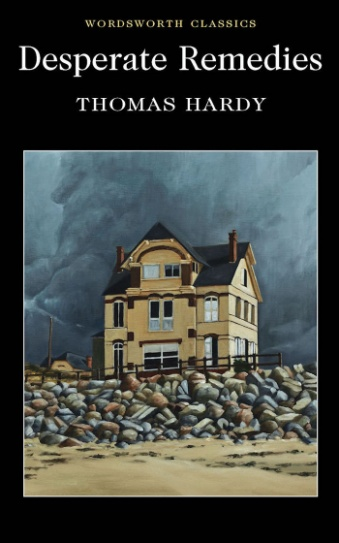 WORDSWORTH CLASSICS
Desperate Remedies
THOMAS HARDY